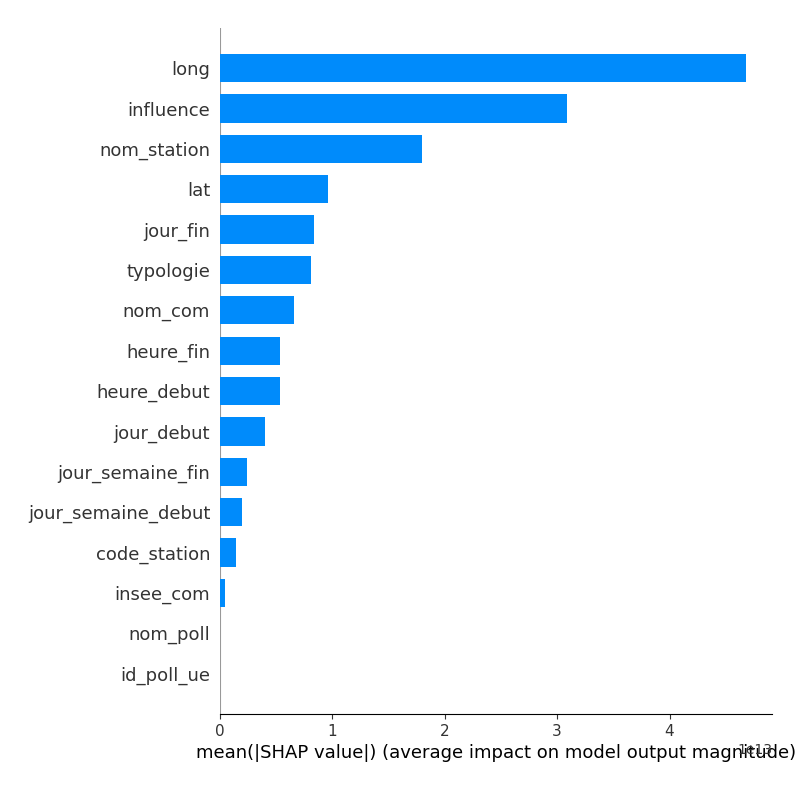 long
influence
nom_station
lat
jour_fin
typologie
nom_com
heure_fin
heure_debut
jour_debut
jour_semaine_fin
jour_semaine_debut
code_station
insee_com
nom_poll
id_poll_ue
0 1 2 3 4
1e13
mean(|SHAP value|) (average impact on model output magnitude)